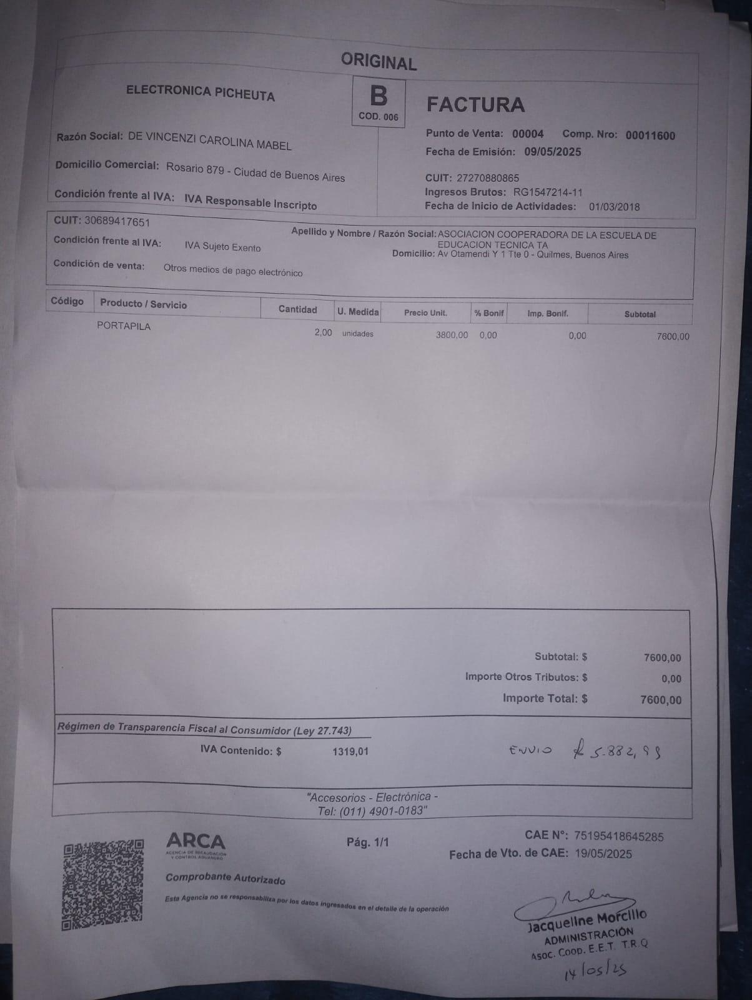 ORIGINAL
ELECTRONICA PICHEUTA
B
COD. 006
FACTURA
Razón Social: DE VINCENZI CAROLINA MABEL
Domicilio Comercial: Rosario 879 - Ciudad de Buenos Aires
Condición frente al IVA: IVA Responsable Inscripto
Punto de Venta: 00004 Comp. Nro: 00011600
Fecha de Emisión: 09/05/2025
CUIT: 27270880865
Ingresos Brutos: RG1547214-11
Fecha de Inicio de Actividades: 01/03/2018
CUIT: 30689417651
Apellido y Nombre / Razón Social: ASOCIACION COOPERADORA DE LA ESCUELA DE
EDUCACION TECNICA TA
Condición frente al IVA: IVA Sujeto Exento
Domicilio: Av Otamendi Y 1 Tte 0 - Quilmes, Buenos Aires
Condición de venta: Otros medios de pago electrónico
Código Producto / Servicio Cantidad U. Medida Precio Unit. % Bonif Imp. Bonif. Subtotal
PORTAPILA 2,00 unidades 3800,00 0,00 0,00 7600,00
Subtotal: $ 7600,00
Importe Otros Tributos: $ 0,00
Importe Total: $ 7600,00
Régimen de Transparencia Fiscal al Consumidor (Ley 27.743)
IVA Contenido: $ 1319,01
ENVIO $ 5.882,99
"Accesorios - Electrónica -
Tel: (011) 4901-0183"
ARCA
AGENCIA DE RECAUDACIÓN
Y CONTROL ADUANERO
Pág. 1/1
CAE N°: 75195418645285
Fecha de Vto. de CAE: 19/05/2025
Comprobante Autorizado
Esta Agencia no se responsabiliza por los datos ingresados en el detalle de la operación
Jacqueline Morcillo
ADMINISTRACIÓN
Asoc. Coop. E.E.T. T.R.Q
14/05/25